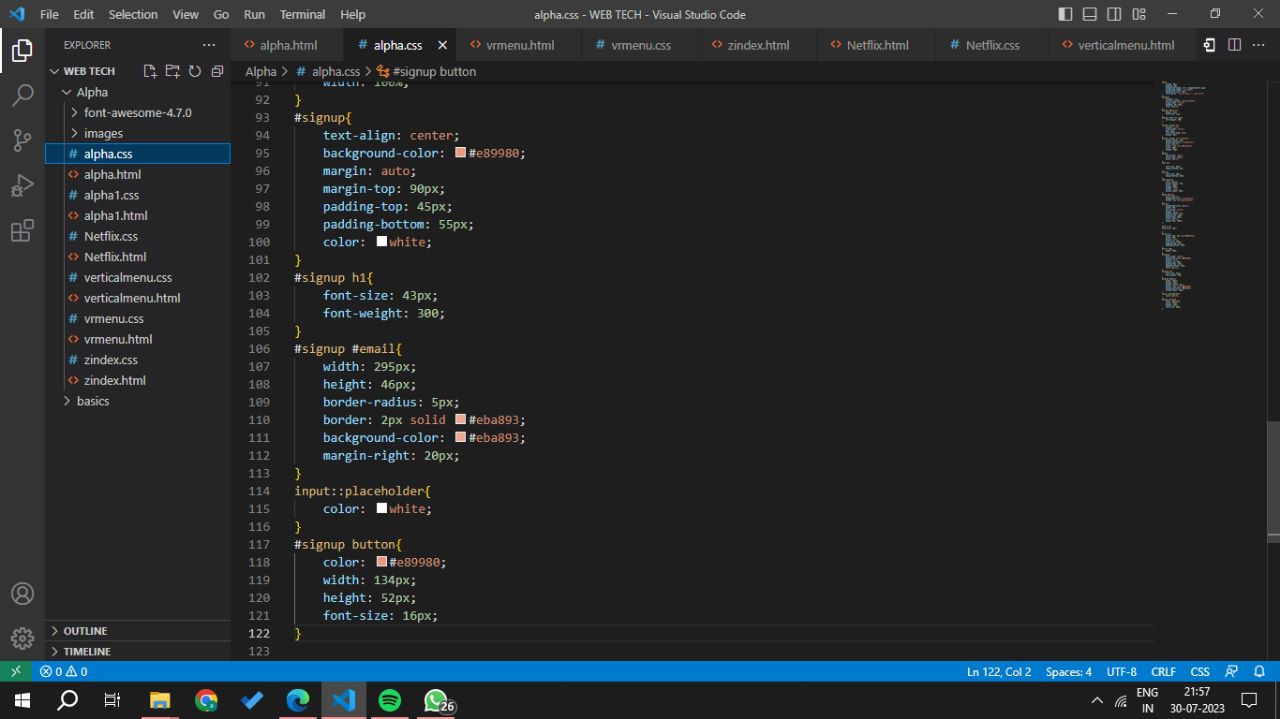 File Edit Selection View Go Run Terminal Help
alpha.css - WEB TECH - Visual Studio Code
EXPLORER
WEB TECH
Alpha
font-awesome-4.7.0
images
# alpha.css
<> alpha.html
# alpha1.css
<> alpha1.html
# Netflix.css
<> Netflix.html
# verticalmenu.css
<> verticalmenu.html
# vrmenu.css
<> vrmenu.html
# zindex.css
<> zindex.html
basics
OUTLINE
TIMELINE
<> alpha.html # alpha.css <> vrmenu.html # vrmenu.css <> zindex.html <> Netflix.html # Netflix.css <> verticalmenu.html
Alpha > # alpha.css > #signup button
91 width: 100%;
92 }
93 #signup{
94 text-align: center;
95 background-color: #e89980;
96 margin: auto;
97 margin-top: 90px;
98 padding-top: 45px;
99 padding-bottom: 55px;
100 color: white;
101 }
102 #signup h1{
103 font-size: 43px;
104 font-weight: 300;
105 }
106 #signup #email{
107 width: 295px;
108 height: 46px;
109 border-radius: 5px;
110 border: 2px solid #eba893;
111 background-color: #eba893;
112 margin-right: 20px;
113 }
114 input::placeholder{
115 color: white;
116 }
117 #signup button{
118 color: #e89980;
119 width: 134px;
120 height: 52px;
121 font-size: 16px;
122 }
123
0 0
Ln 122, Col 2 Spaces: 4 UTF-8 CRLF CSS
26
ENG
IN
21:57
30-07-2023